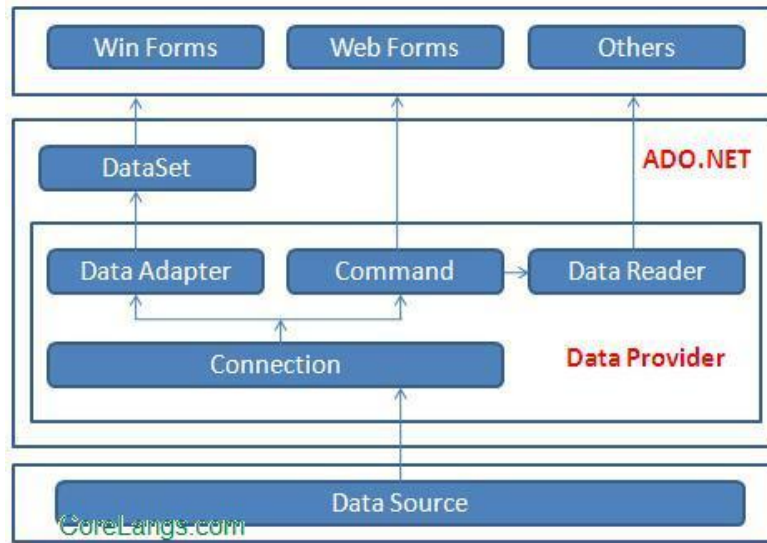 Win Forms
Web Forms
Others
DataSet
ADO.NET
Data Adapter
Command
Data Reader
Connection
Data Provider
Data Source
CoreLangs.com